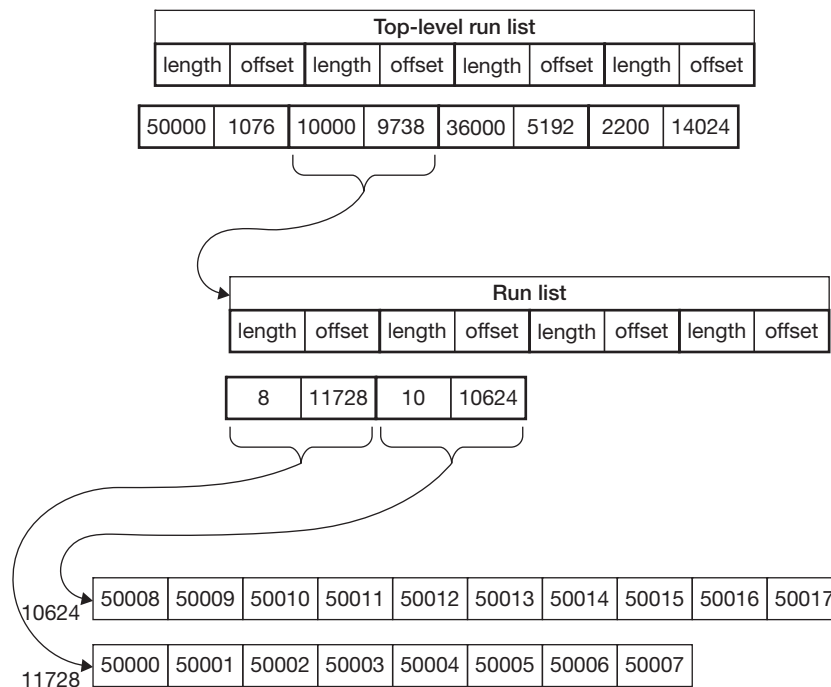 Top-level run list
length offset length offset length offset length offset
50000 1076 10000 9738 36000 5192 2200 14024
Run list
length offset length offset length offset length offset
8 11728 10 10624
10624 50008 50009 50010 50011 50012 50013 50014 50015 50016 50017
11728 50000 50001 50002 50003 50004 50005 50006 50007